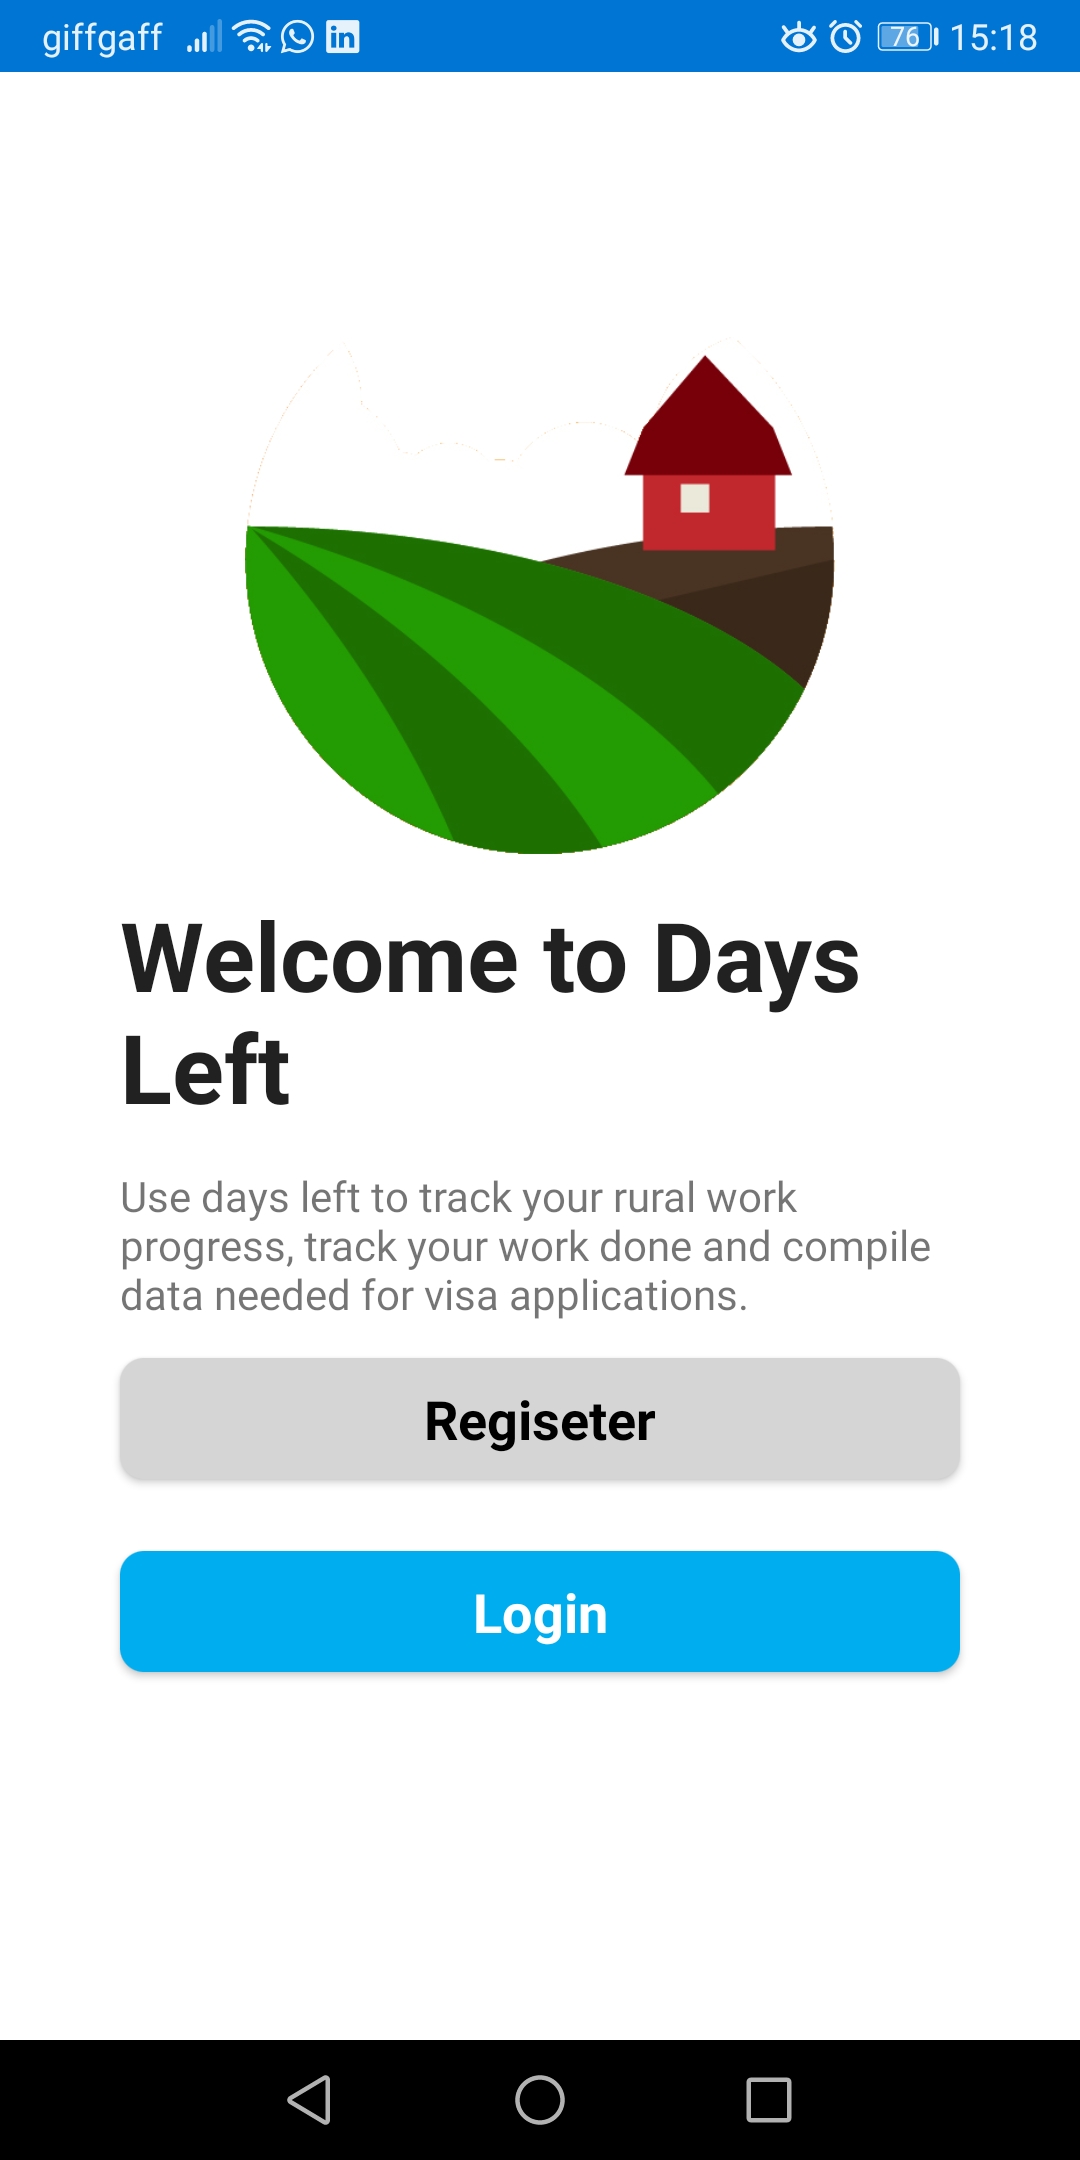 giffgaff 76 15:18
Welcome to Days
Left
Use days left to track your rural work
progress, track your work done and compile
data needed for visa applications.
Regiseter
Login